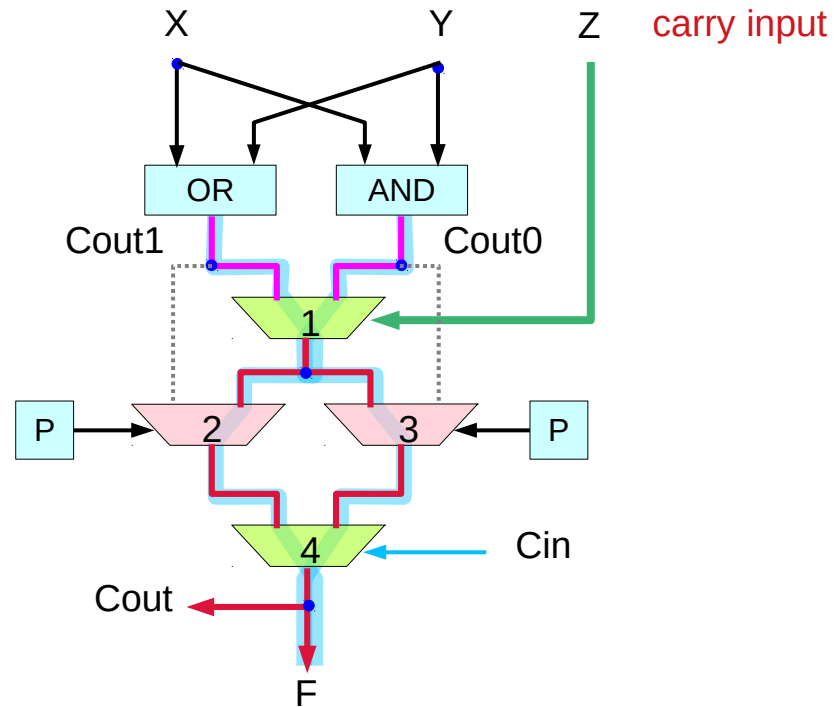 X Y Z carry input
OR AND
Cout1 Cout0
1
P 2 3 P
4 Cin
Cout
F